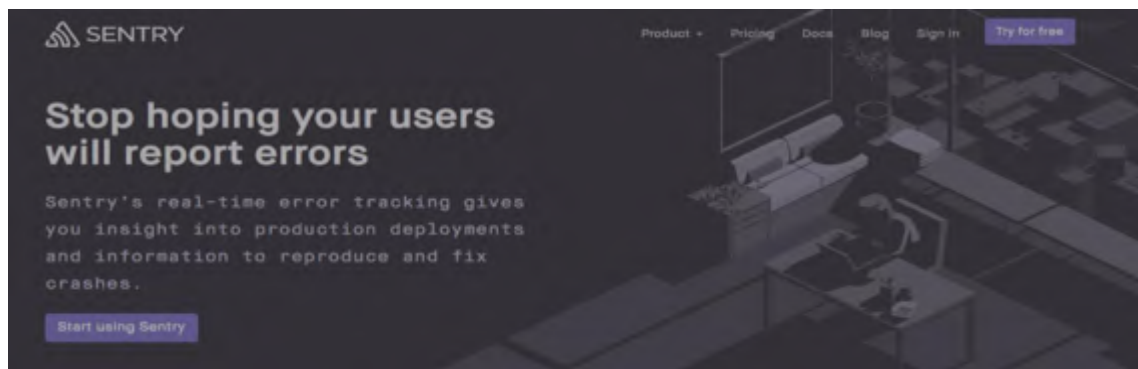 SENTRY
Product
Pricing
Docs
Blog
Sign In
Try for free
Stop hoping your users
will report errors
Sentry's real-time error tracking gives
you insight into production deployments
and information to reproduce and fix
crashes.
Start using Sentry